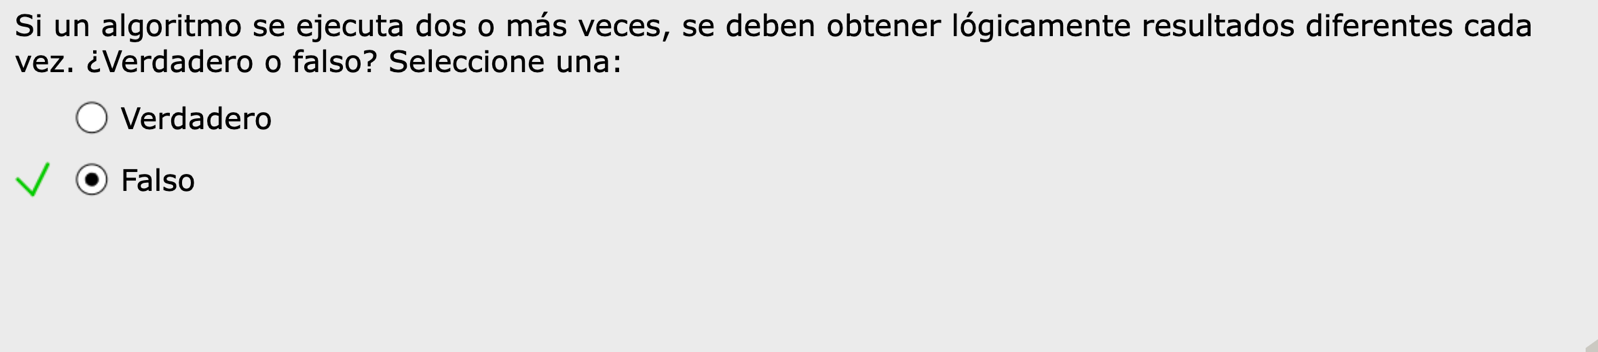 Si un algoritmo se ejecuta dos o más veces, se deben obtener lógicamente resultados diferentes cada
vez. ¿Verdadero o falso? Seleccione una:
Verdadero
Falso